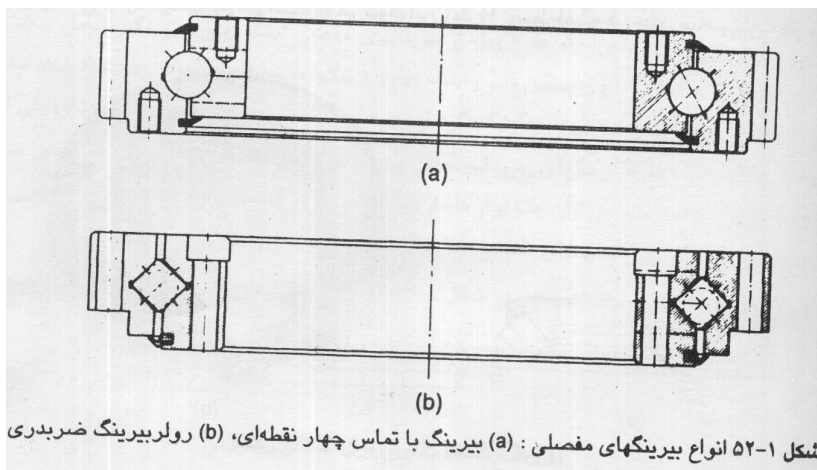 (a)
(b)
شکل ۱-۵۲ انواع بیرینگهای مفصلی : (a) بیرینگ با تماس چهار نقطه‌ای، (b) رولربیرینگ ضربدری